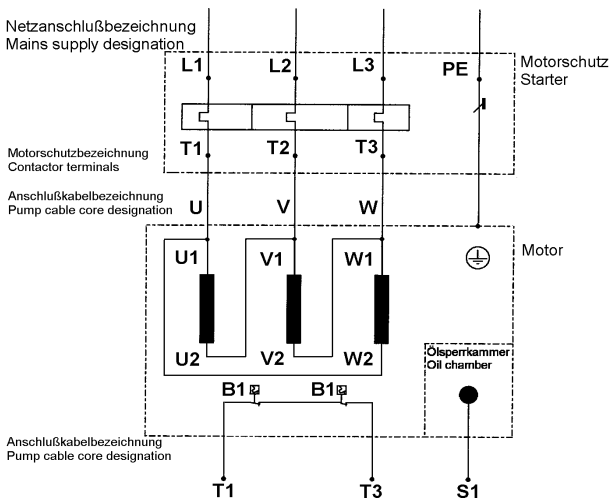 Netzanschlußbezeichnung
Mains supply designation
L1 L2 L3 PE
Motorschutz
Starter
Motorschutzbezeichnung
Contactor terminals
T1 T2 T3
Anschlußkabelbezeichnung
Pump cable core designation
U V W
Motor
U1 V1 W1
U2 V2 W2
Ölsperrkammer
Oil chamber
B1 B1
Anschlußkabelbezeichnung
Pump cable core designation
T1 T3 S1